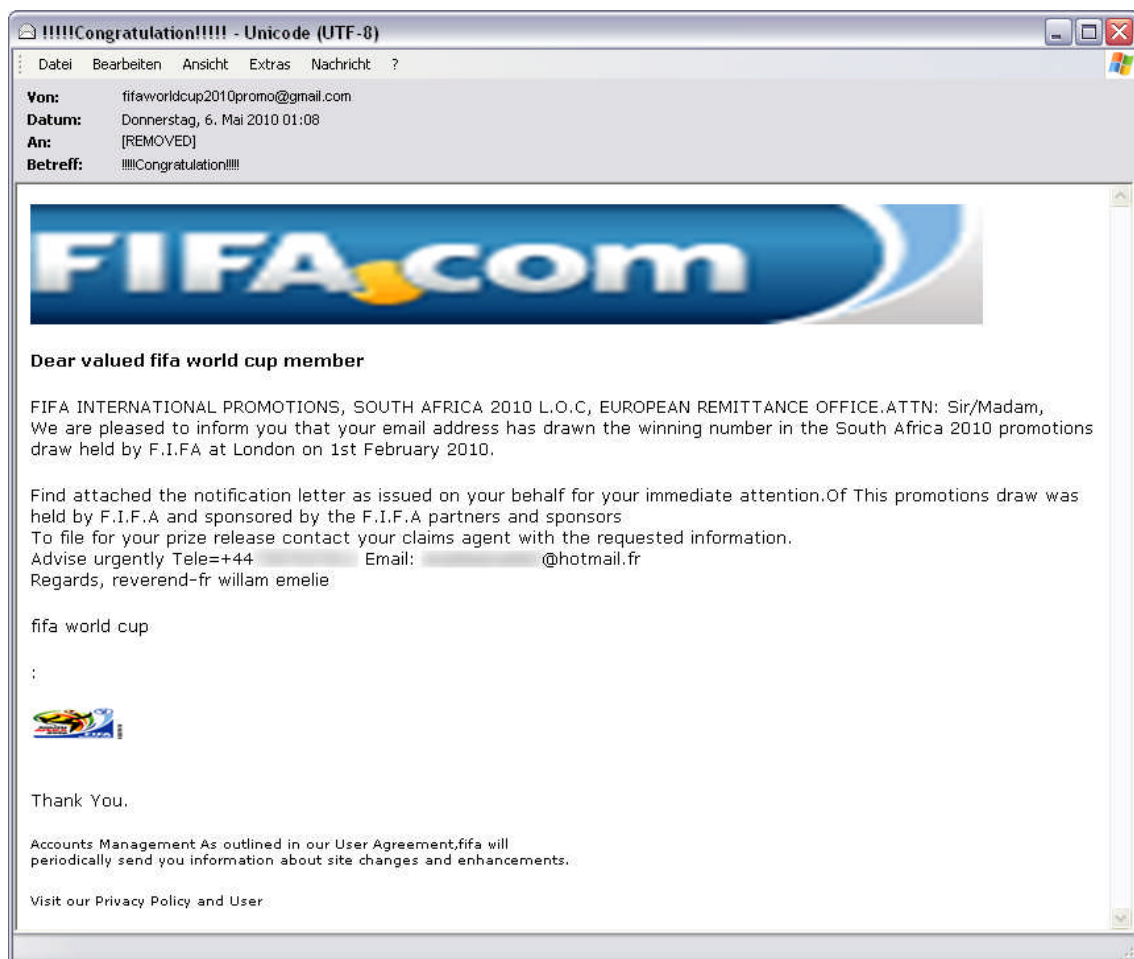 !!!!!Congratulation!!!!! - Unicode (UTF-8)
Datei Bearbeiten Ansicht Extras Nachricht ?
Von: fifaworldcup2010promo@gmail.com
Datum: Donnerstag, 6. Mai 2010 01:08
An: [REMOVED]
Betreff: !!!!!Congratulation!!!!!
FIFA.com
Dear valued fifa world cup member
FIFA INTERNATIONAL PROMOTIONS, SOUTH AFRICA 2010 L.O.C, EUROPEAN REMITTANCE OFFICE.ATTN: Sir/Madam,
We are pleased to inform you that your email address has drawn the winning number in the South Africa 2010 promotions
draw held by F.I.FA at London on 1st February 2010.
Find attached the notification letter as issued on your behalf for your immediate attention.Of This promotions draw was
held by F.I.F.A and sponsored by the F.I.F.A partners and sponsors
To file for your prize release contact your claims agent with the requested information.
Advise urgently Tele=+44 Email: @hotmail.fr
Regards, reverend-fr willam emelie
fifa world cup
:
FIFA
Thank You.
Accounts Management As outlined in our User Agreement,fifa will
periodically send you information about site changes and enhancements.
Visit our Privacy Policy and User